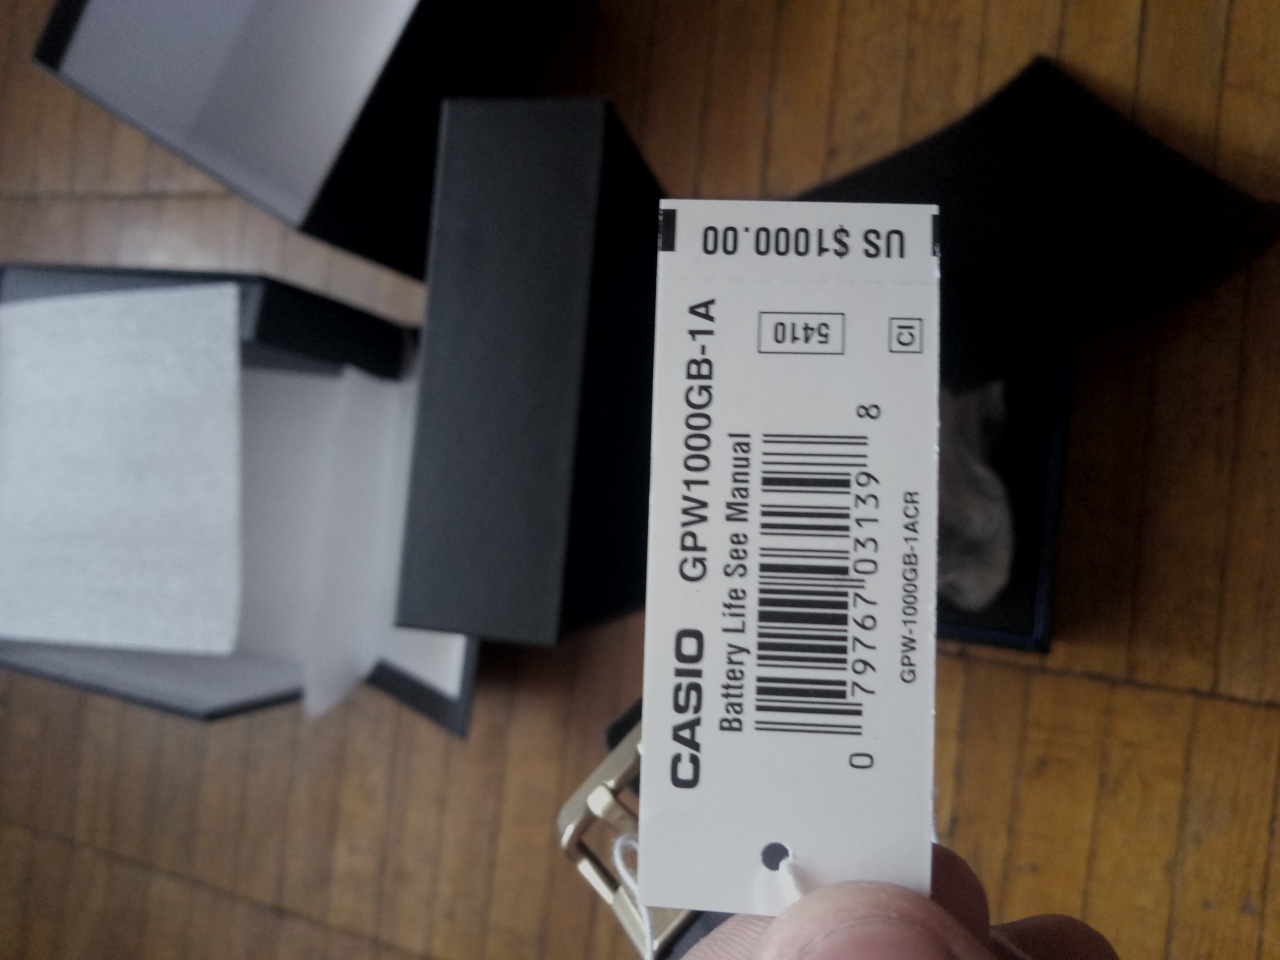 US $1000.00
5410
CI
CASIO GPW1000GB-1A
Battery Life See Manual
0 79767 03139 8
GPW-1000GB-1ACR